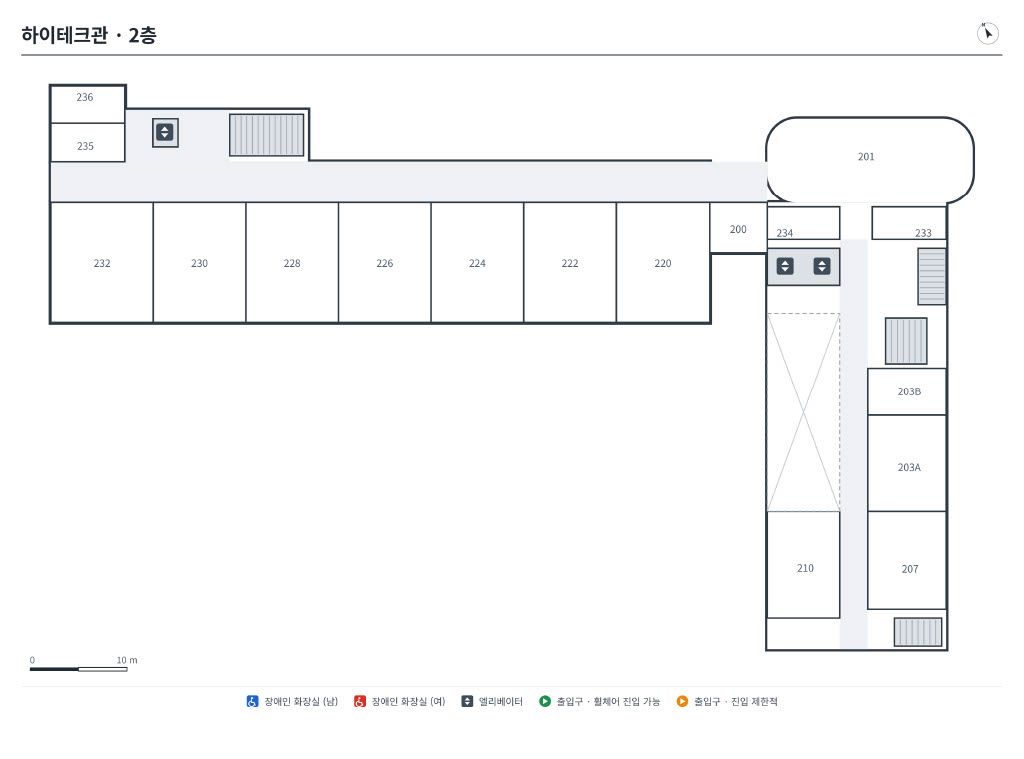 하이테크관 · 2층
N
236
235
201
200
234
233
232
230
228
226
224
222
220
203B
203A
210
207
0
10 m
장애인 화장실 (남)
장애인 화장실 (여)
엘리베이터
출입구 · 휠체어 진입 가능
출입구 · 진입 제한적